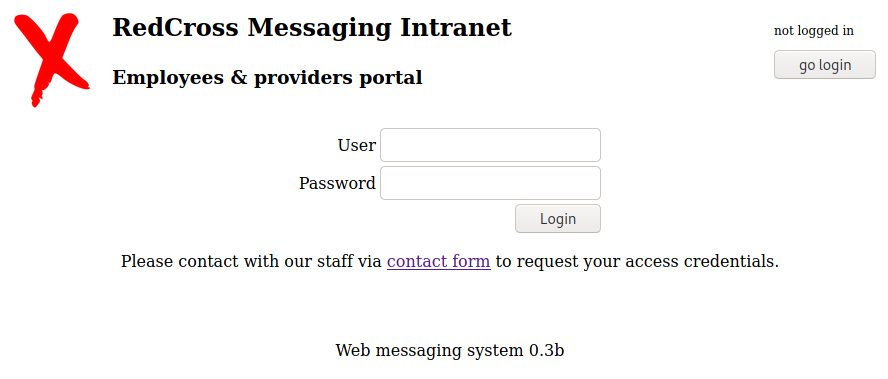 RedCross Messaging Intranet
not logged in
go login
Employees & providers portal
User
Password
Login
Please contact with our staff via contact form to request your access credentials.
Web messaging system 0.3b